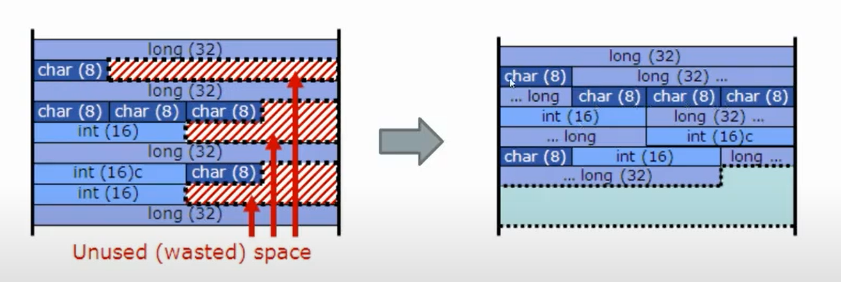 long (32)
char (8)
long (32)
char (8) char (8) char (8)
int (16)
long (32)
int (16)c char (8)
int (16)
long (32)
Unused (wasted) space
long (32)
char (8) long (32) ...
... long char (8) char (8) char (8)
int (16) long (32) ...
... long int (16)c
char (8) int (16) long ...
... long (32)